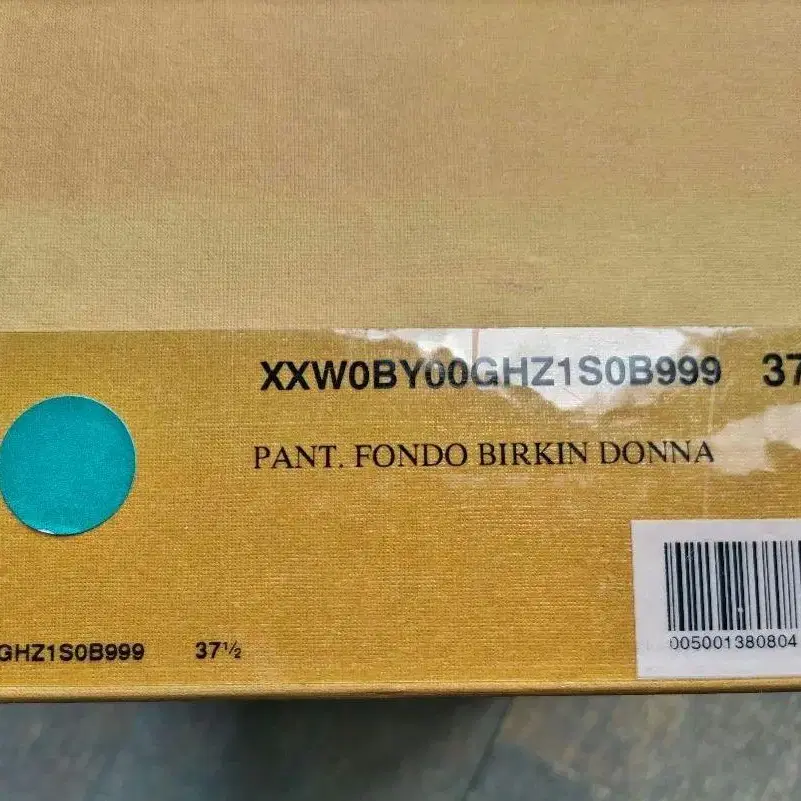 XXW0BY00GHZ1S0B999 37
PANT. FONDO BIRKIN DONNA
005001380804
GHZ1S0B999 37½